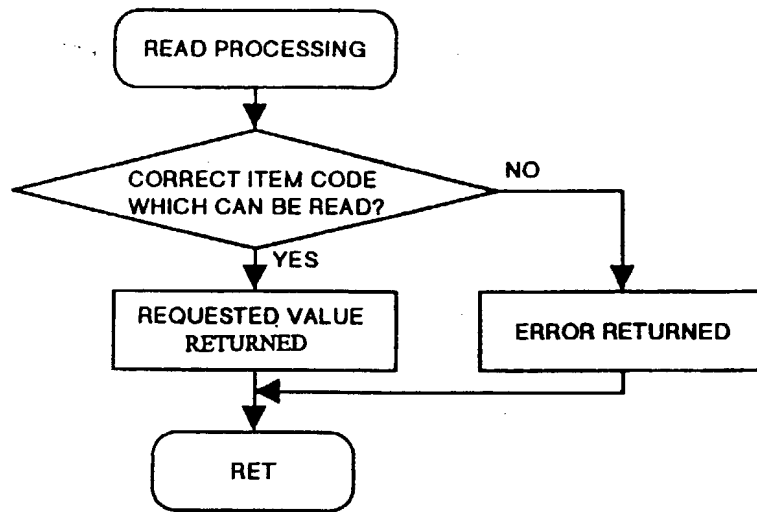 READ PROCESSING
CORRECT ITEM CODE
WHICH CAN BE READ?
NO
YES
REQUESTED VALUE
RETURNED
ERROR RETURNED
RET